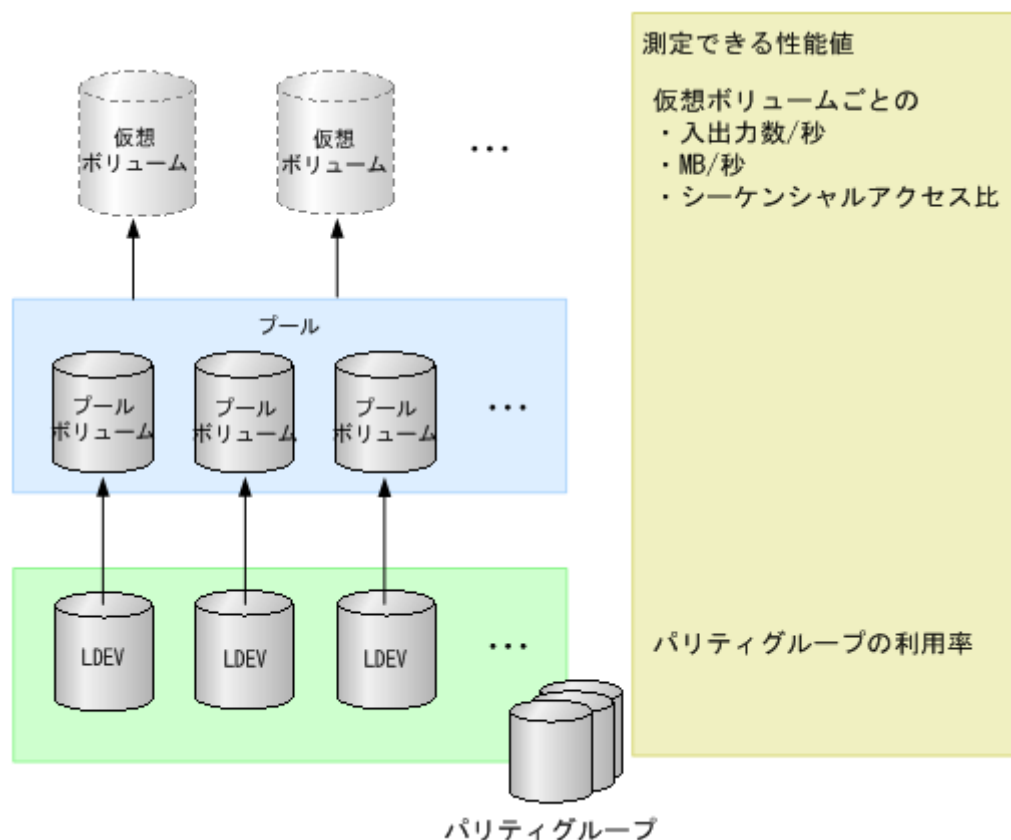 測定できる性能値
仮想ボリュームごとの
・入出力数/秒
・MB/秒
・シーケンシャルアクセス比
仮想
ボリューム
仮想
ボリューム
・・・
プール
プール
ボリューム
プール
ボリューム
プール
ボリューム
・・・
LDEV
LDEV
LDEV
・・・
パリティグループの利用率
パリティグループ